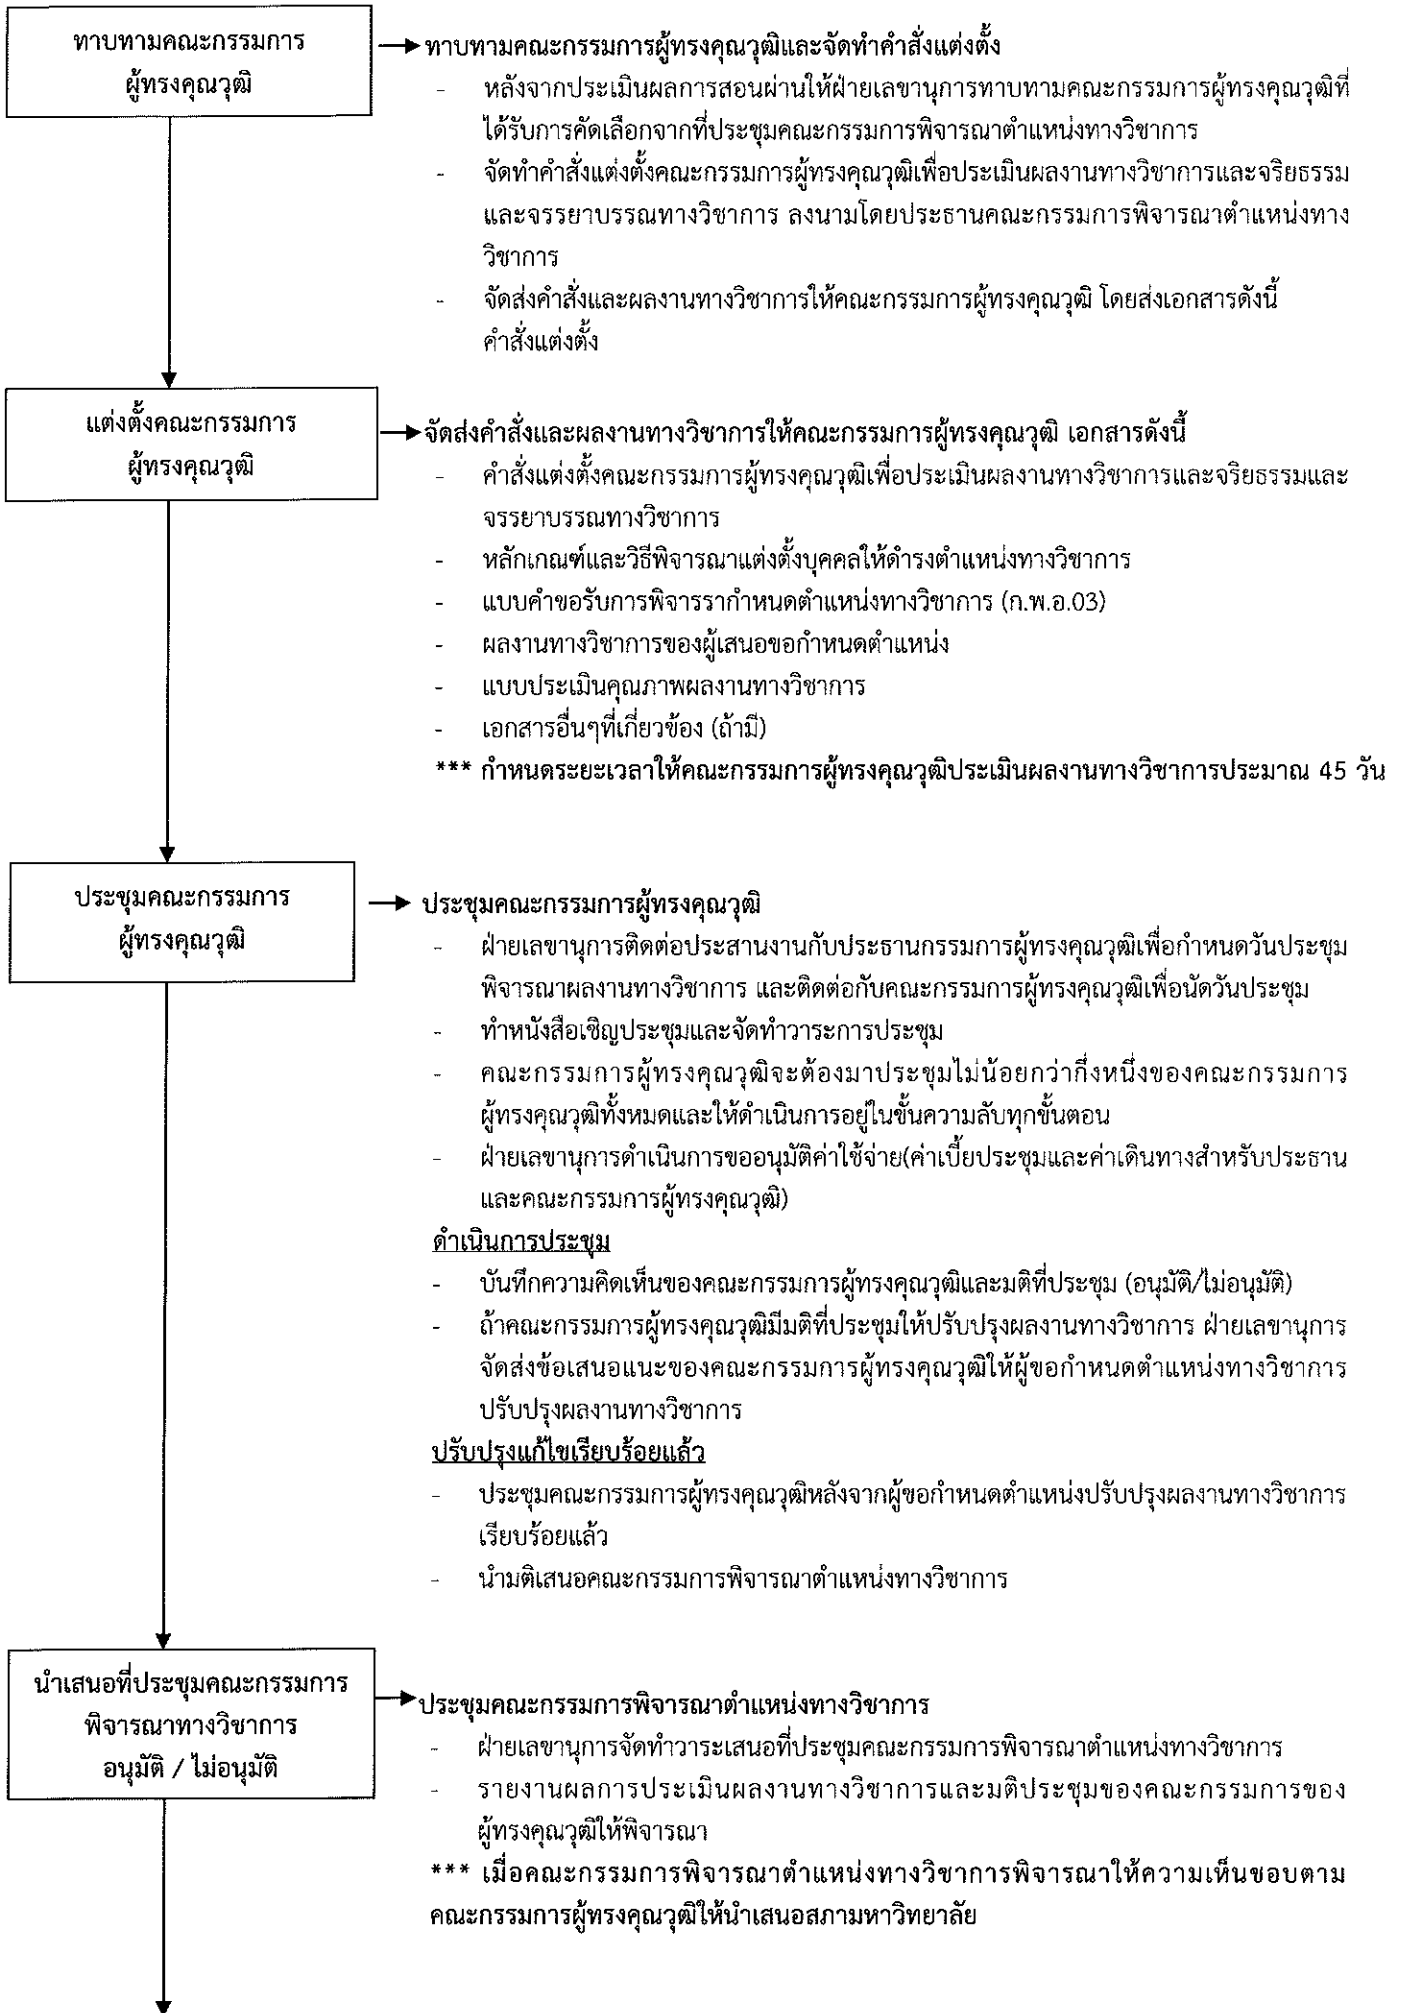 ทาบทามคณะกรรมการ
ผู้ทรงคุณวุฒิ
ทาบทามคณะกรรมการผู้ทรงคุณวุฒิและจัดทำคำสั่งแต่งตั้ง
- หลังจากประเมินผลการสอนผ่านให้ฝ่ายเลขานุการทาบทามคณะกรรมการผู้ทรงคุณวุฒิที่
ได้รับการคัดเลือกจากที่ประชุมคณะกรรมการพิจารณาตำแหน่งทางวิชาการ
- จัดทำคำสั่งแต่งตั้งคณะกรรมการผู้ทรงคุณวุฒิเพื่อประเมินผลงานทางวิชาการและจริยธรรม
และจรรยาบรรณทางวิชาการ ลงนามโดยประธานคณะกรรมการพิจารณาตำแหน่งทาง
วิชาการ
- จัดส่งคำสั่งและผลงานทางวิชาการให้คณะกรรมการผู้ทรงคุณวุฒิ โดยส่งเอกสารดังนี้
คำสั่งแต่งตั้ง
แต่งตั้งคณะกรรมการ
ผู้ทรงคุณวุฒิ
จัดส่งคำสั่งและผลงานทางวิชาการให้คณะกรรมการผู้ทรงคุณวุฒิ เอกสารดังนี้
- คำสั่งแต่งตั้งคณะกรรมการผู้ทรงคุณวุฒิเพื่อประเมินผลงานทางวิชาการและจริยธรรมและ
จรรยาบรรณทางวิชาการ
- หลักเกณฑ์และวิธีพิจารณาแต่งตั้งบุคคลให้ดำรงตำแหน่งทางวิชาการ
- แบบคำขอรับการพิจารรากำหนดตำแหน่งทางวิชาการ (ก.พ.อ.03)
- ผลงานทางวิชาการของผู้เสนอขอกำหนดตำแหน่ง
- แบบประเมินคุณภาพผลงานทางวิชาการ
- เอกสารอื่นๆที่เกี่ยวข้อง (ถ้ามี)
*** กำหนดระยะเวลาให้คณะกรรมการผู้ทรงคุณวุฒิประเมินผลงานทางวิชาการประมาณ 45 วัน
ประชุมคณะกรรมการ
ผู้ทรงคุณวุฒิ
ประชุมคณะกรรมการผู้ทรงคุณวุฒิ
- ฝ่ายเลขานุการติดต่อประสานงานกับประธานกรรมการผู้ทรงคุณวุฒิเพื่อกำหนดวันประชุม
พิจารณาผลงานทางวิชาการ และติดต่อกับคณะกรรมการผู้ทรงคุณวุฒิเพื่อนัดวันประชุม
- ทำหนังสือเชิญประชุมและจัดทำวาระการประชุม
- คณะกรรมการผู้ทรงคุณวุฒิจะต้องมาประชุมไม่น้อยกว่ากึ่งหนึ่งของคณะกรรมการ
ผู้ทรงคุณวุฒิทั้งหมดและให้ดำเนินการอยู่ในขั้นความลับทุกขั้นตอน
- ฝ่ายเลขานุการดำเนินการขออนุมัติค่าใช้จ่าย(ค่าเบี้ยประชุมและค่าเดินทางสำหรับประธาน
และคณะกรรมการผู้ทรงคุณวุฒิ)
ดำเนินการประชุม
- บันทึกความคิดเห็นของคณะกรรมการผู้ทรงคุณวุฒิและมติที่ประชุม (อนุมัติ/ไม่อนุมัติ)
- ถ้าคณะกรรมการผู้ทรงคุณวุฒิมีมติที่ประชุมให้ปรับปรุงผลงานทางวิชาการ ฝ่ายเลขานุการ
จัดส่งข้อเสนอแนะของคณะกรรมการผู้ทรงคุณวุฒิให้ผู้ขอกำหนดตำแหน่งทางวิชาการ
ปรับปรุงผลงานทางวิชาการ
ปรับปรุงแก้ไขเรียบร้อยแล้ว
- ประชุมคณะกรรมการผู้ทรงคุณวุฒิหลังจากผู้ขอกำหนดตำแหน่งปรับปรุงผลงานทางวิชาการ
เรียบร้อยแล้ว
- นำมติเสนอคณะกรรมการพิจารณาตำแหน่งทางวิชาการ
นำเสนอที่ประชุมคณะกรรมการ
พิจารณาทางวิชาการ
อนุมัติ / ไม่อนุมัติ
ประชุมคณะกรรมการพิจารณาตำแหน่งทางวิชาการ
- ฝ่ายเลขานุการจัดทำวาระเสนอที่ประชุมคณะกรรมการพิจารณาตำแหน่งทางวิชาการ
- รายงานผลการประเมินผลงานทางวิชาการและมติประชุมของคณะกรรมการของ
ผู้ทรงคุณวุฒิให้พิจารณา
*** เมื่อคณะกรรมการพิจารณาตำแหน่งทางวิชาการพิจารณาให้ความเห็นชอบตาม
คณะกรรมการผู้ทรงคุณวุฒิให้นำเสนอสภามหาวิทยาลัย